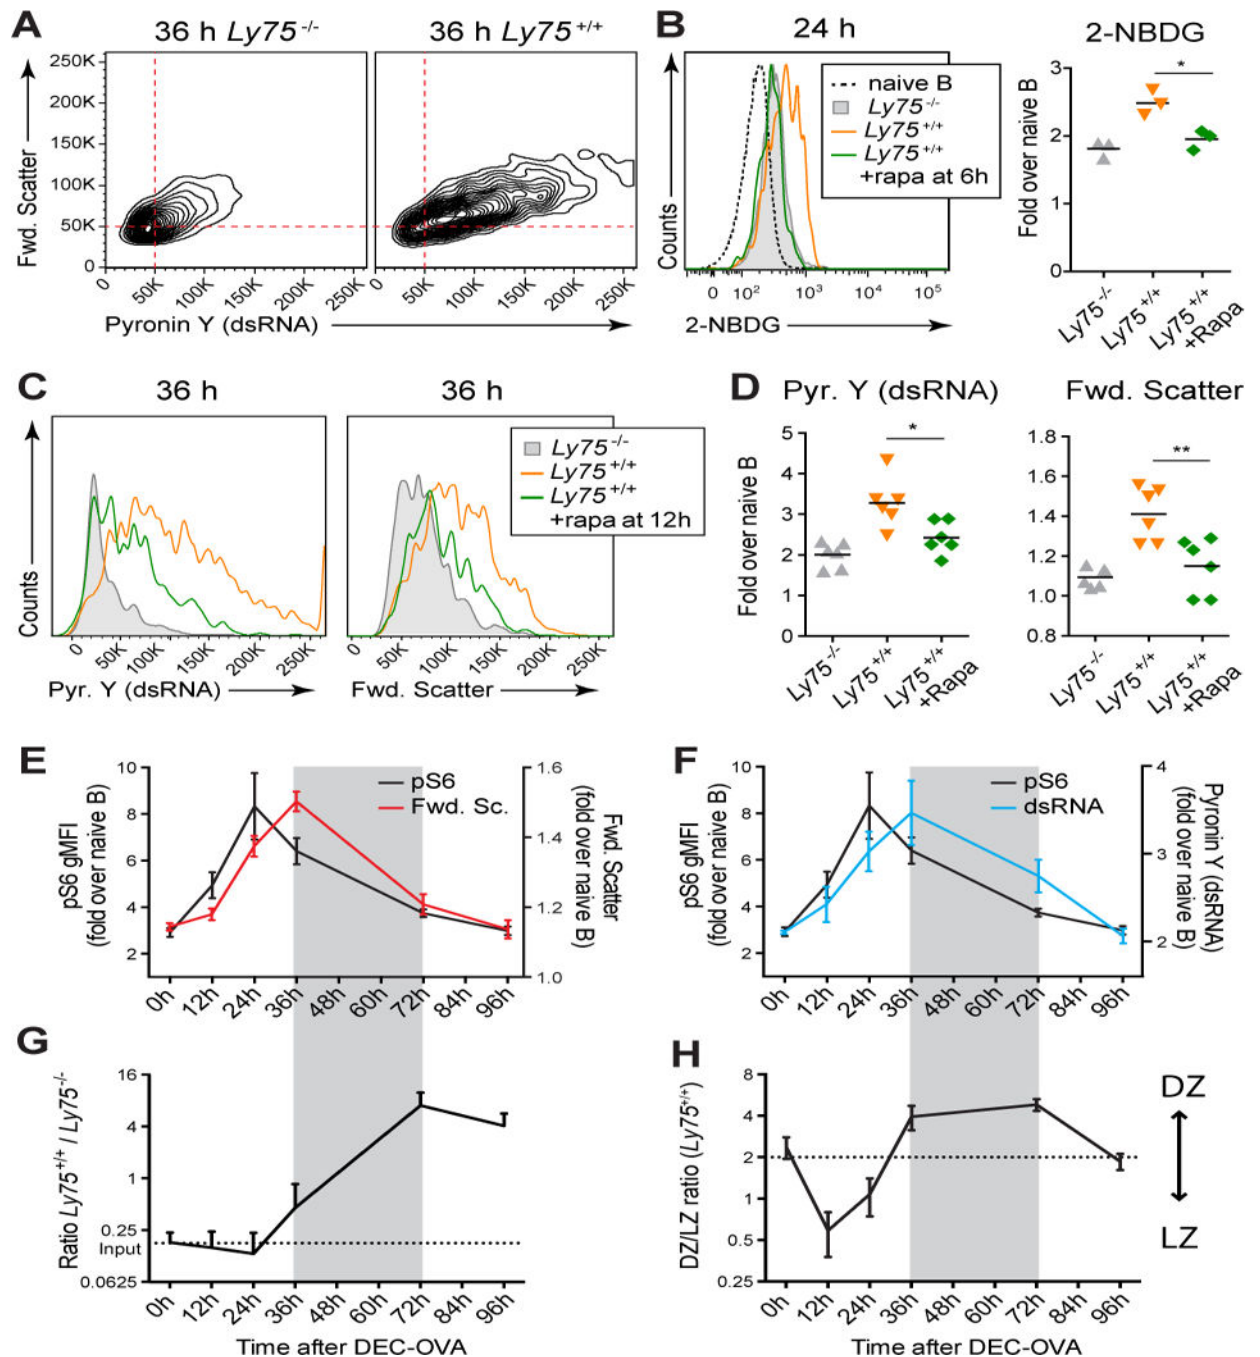 A
36 h Ly75 -/-
36 h Ly75 +/+
Fwd. Scatter
250K
200K
150K
100K
50K
0
0
50K
100K
150K
200K
250K
0
50K
100K
150K
200K
250K
Pyronin Y (dsRNA)
B
24 h
naive B
Ly75 -/-
Ly75 +/+
Ly75 +/+
+rapa at 6h
Counts
0
10^2
10^3
10^4
10^5
2-NBDG
2-NBDG
*
Fold over naive B
3
2
1
0
Ly75 -/-
Ly75 +/+
Ly75 +/+
+Rapa
C
36 h
36 h
Counts
Ly75 -/-
Ly75 +/+
Ly75 +/+
+rapa at 12h
0
50K
100K
150K
200K
250K
Pyr. Y (dsRNA)
0
50K
100K
150K
200K
250K
Fwd. Scatter
D
Pyr. Y (dsRNA)
*
Fold over naive B
5
4
3
2
1
0
Ly75 -/-
Ly75 +/+
Ly75 +/+
+Rapa
Fwd. Scatter
**
1.8
1.6
1.4
1.2
1.0
0.8
Ly75 -/-
Ly75 +/+
Ly75 +/+
+Rapa
E
pS6 gMFI
(fold over naive B)
10
8
6
4
2
pS6
Fwd. Sc.
1.6
1.4
1.2
1.0
Fwd. Scatter
(fold over naive B)
0h
12h
24h
36h
48h
60h
72h
84h
96h
F
pS6 gMFI
(fold over naive B)
10
8
6
4
2
pS6
dsRNA
4
3
2
Pyronin Y (dsRNA)
(fold over naive B)
0h
12h
24h
36h
48h
60h
72h
84h
96h
G
Ratio Ly75 +/+ / Ly75 -/-
16
4
1
0.25
Input
0.0625
0h
12h
24h
36h
48h
60h
72h
84h
96h
Time after DEC-OVA
H
DZ/LZ ratio (Ly75 +/+)
8
4
2
1
0.5
0.25
DZ
LZ
0h
12h
24h
36h
48h
60h
72h
84h
96h
Time after DEC-OVA